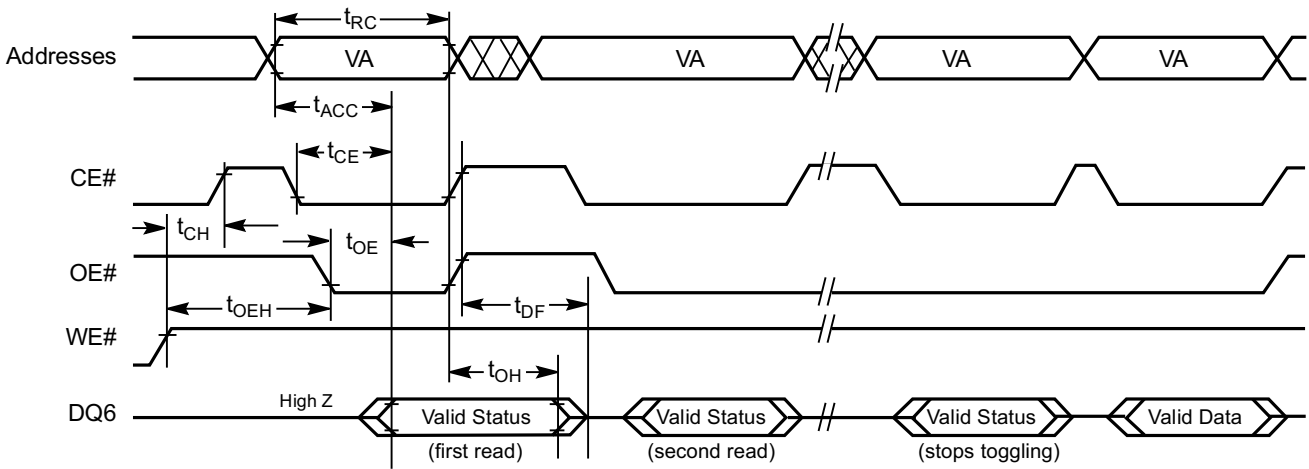 tRC
Addresses VA VA VA VA
tACC
tCE
CE#
tCH tOE
OE#
tOEH tDF
WE#
tOH
High Z
DQ6 Valid Status Valid Status Valid Status Valid Data
(first read) (second read) (stops toggling)